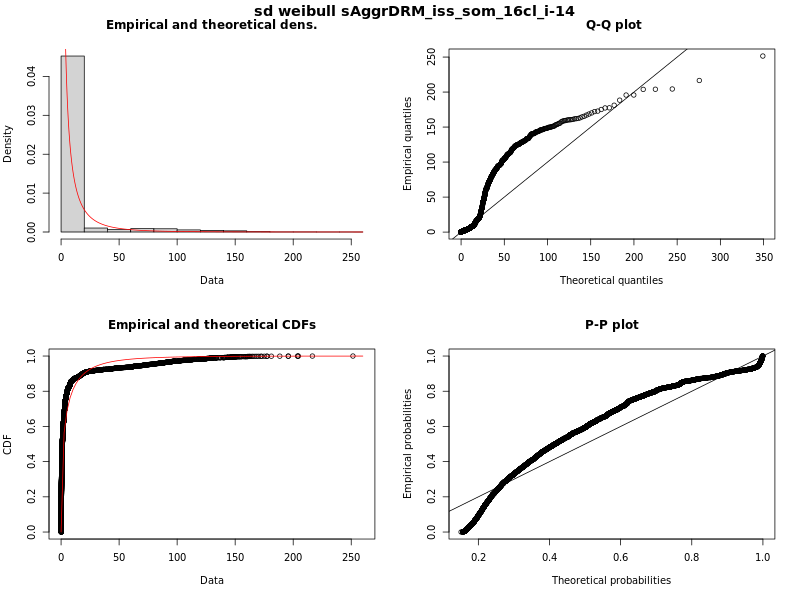 sd weibull sAggrDRM_iss_som_16cl_i-14
Empirical and theoretical dens.
Density
0.00 0.01 0.02 0.03 0.04
0 50 100 150 200 250
Data
Q-Q plot
Empirical quantiles
0 50 100 150 200 250
0 50 100 150 200 250 300 350
Theoretical quantiles
Empirical and theoretical CDFs
CDF
0.0 0.2 0.4 0.6 0.8 1.0
0 50 100 150 200 250
Data
P-P plot
Empirical probabilities
0.0 0.2 0.4 0.6 0.8 1.0
0.2 0.4 0.6 0.8 1.0
Theoretical probabilities